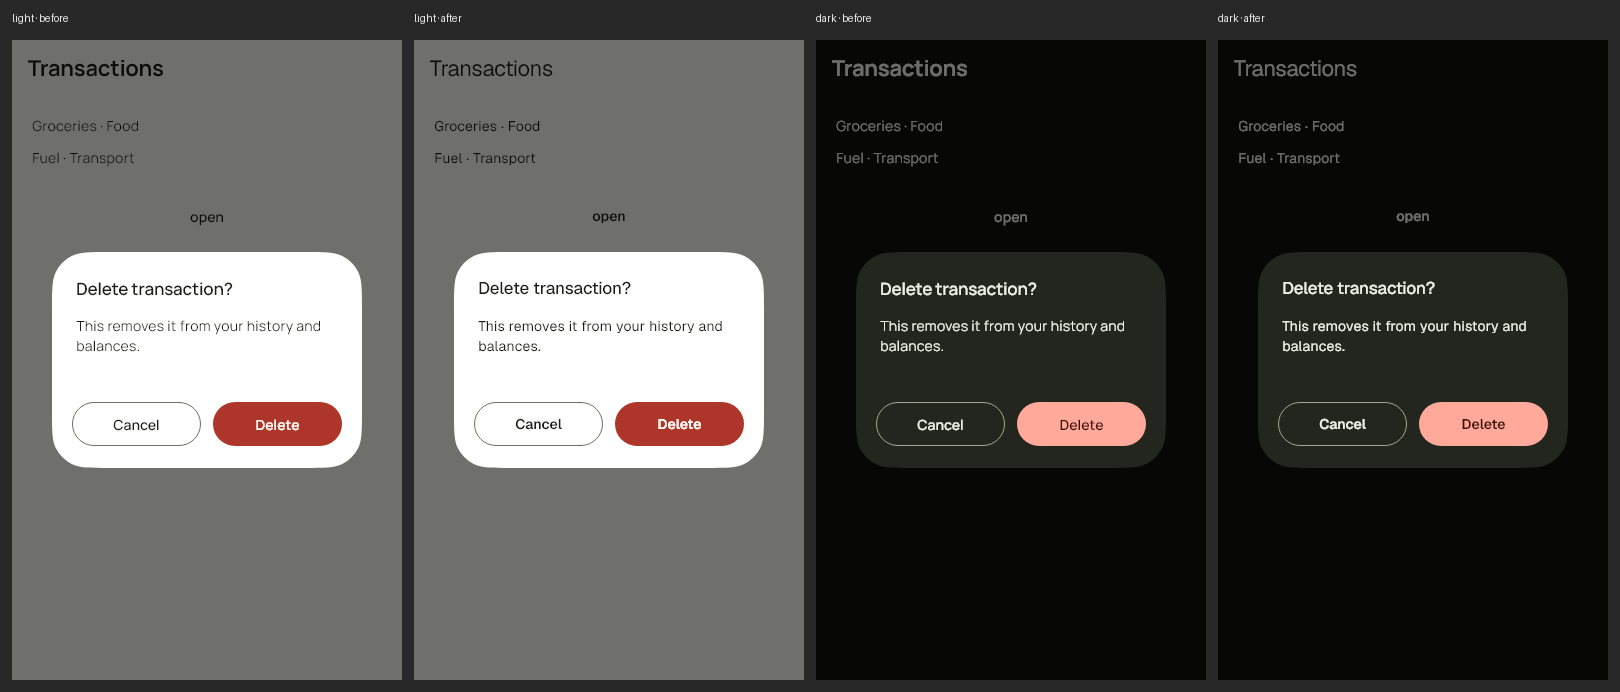 light · before
Transactions
Groceries · Food
Fuel · Transport
open
Delete transaction?
This removes it from your history and
balances.
Cancel
Delete
light · after
Transactions
Groceries · Food
Fuel · Transport
open
Delete transaction?
This removes it from your history and
balances.
Cancel
Delete
dark · before
Transactions
Groceries · Food
Fuel · Transport
open
Delete transaction?
This removes it from your history and
balances.
Cancel
Delete
dark · after
Transactions
Groceries · Food
Fuel · Transport
open
Delete transaction?
This removes it from your history and
balances.
Cancel
Delete